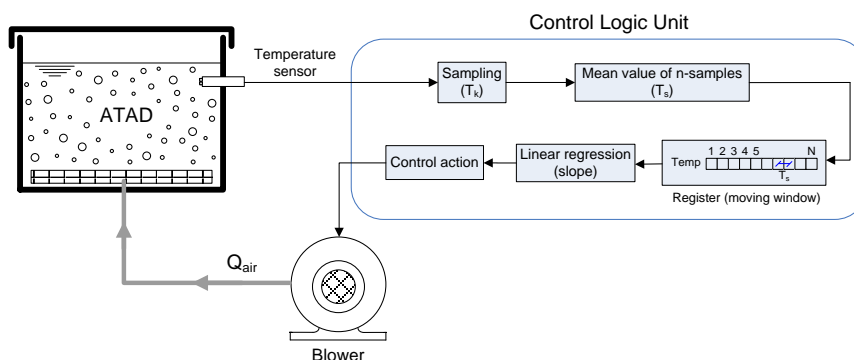 Control Logic Unit
Temperature
sensor
ATAD
Sampling
(Tk)
Mean value of n-samples
(Ts)
Control action
Linear regression
(slope)
1 2 3 4 5 N
Temp
Ts
Register (moving window)
Qair
Blower